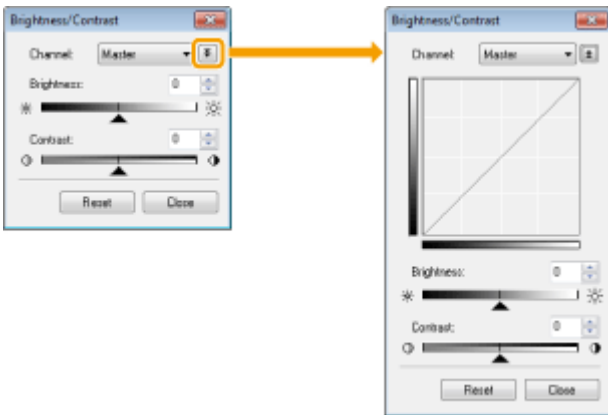 Brightness/Contrast
Channel: Master
Brightness: 0
Contrast: 0
Reset Close
Brightness/Contrast
Channel: Master
Brightness: 0
Contrast: 0
Reset Close